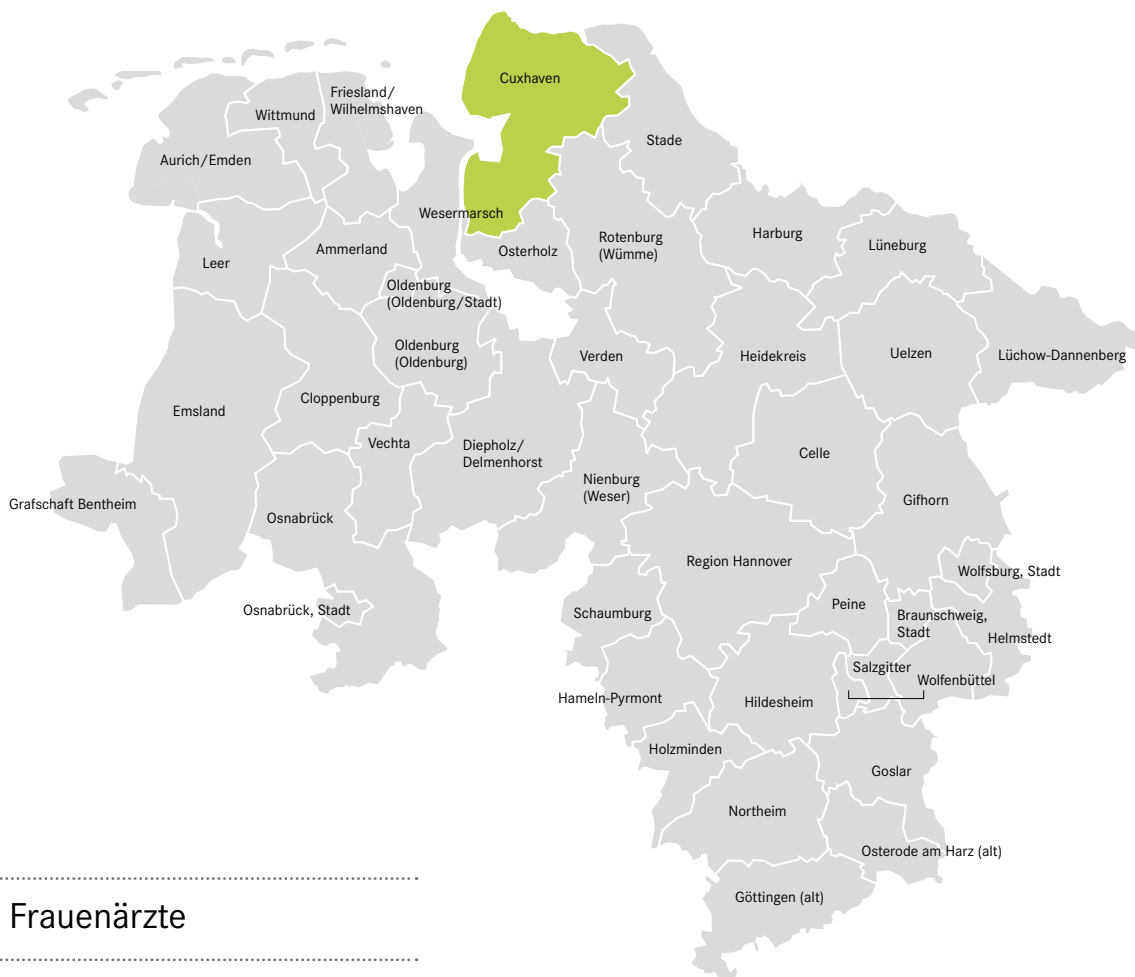 Cuxhaven
Friesland/
Wilhelmshaven
Wittmund
Stade
Aurich/Emden
Wesermarsch
Rotenburg
(Wümme)
Harburg
Lüneburg
Ammerland
Osterholz
Leer
Oldenburg
(Oldenburg/Stadt)
Oldenburg
(Oldenburg)
Verden
Heidekreis
Uelzen
Lüchow-Dannenberg
Emsland
Cloppenburg
Vechta
Diepholz/
Delmenhorst
Celle
Nienburg
(Weser)
Grafschaft Bentheim
Osnabrück
Gifhorn
Region Hannover
Wolfsburg, Stadt
Osnabrück, Stadt
Schaumburg
Peine
Braunschweig,
Stadt
Helmstedt
Salzgitter
Wolfenbüttel
Hameln-Pyrmont
Hildesheim
Holzminden
Goslar
Northeim
Osterode am Harz (alt)
Göttingen (alt)
Frauenärzte